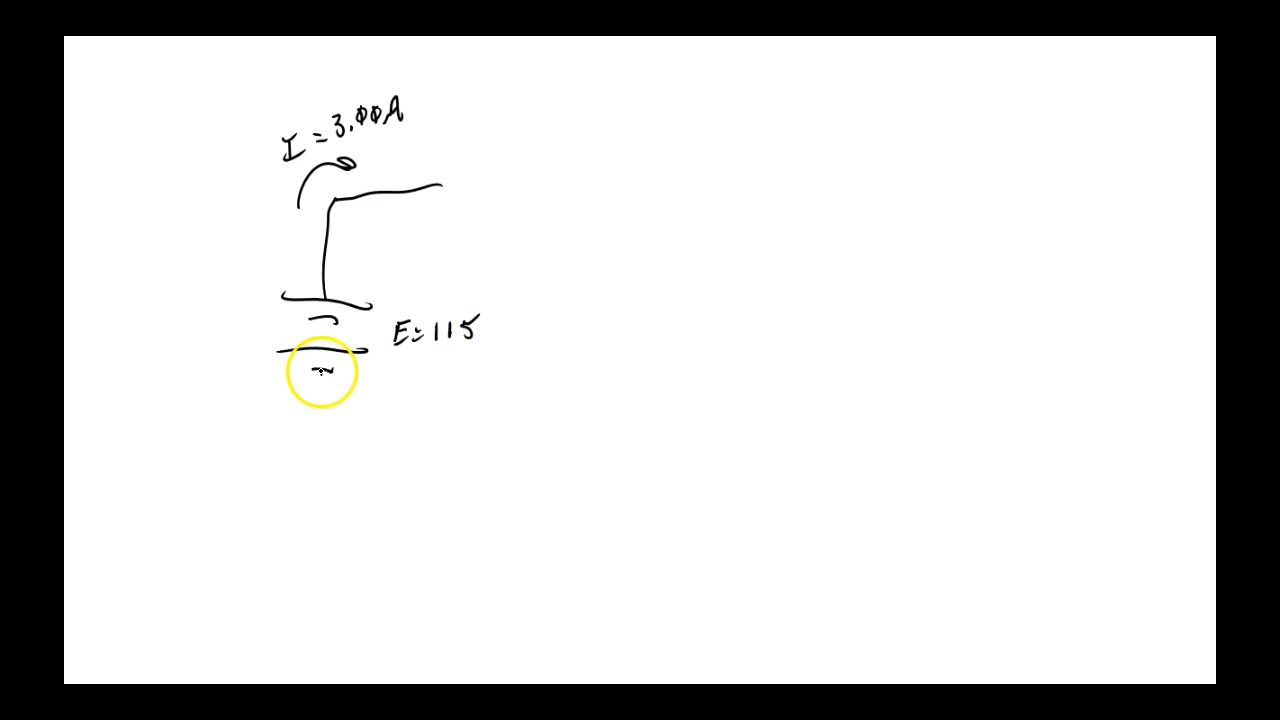 I = 3.00A
E = 115